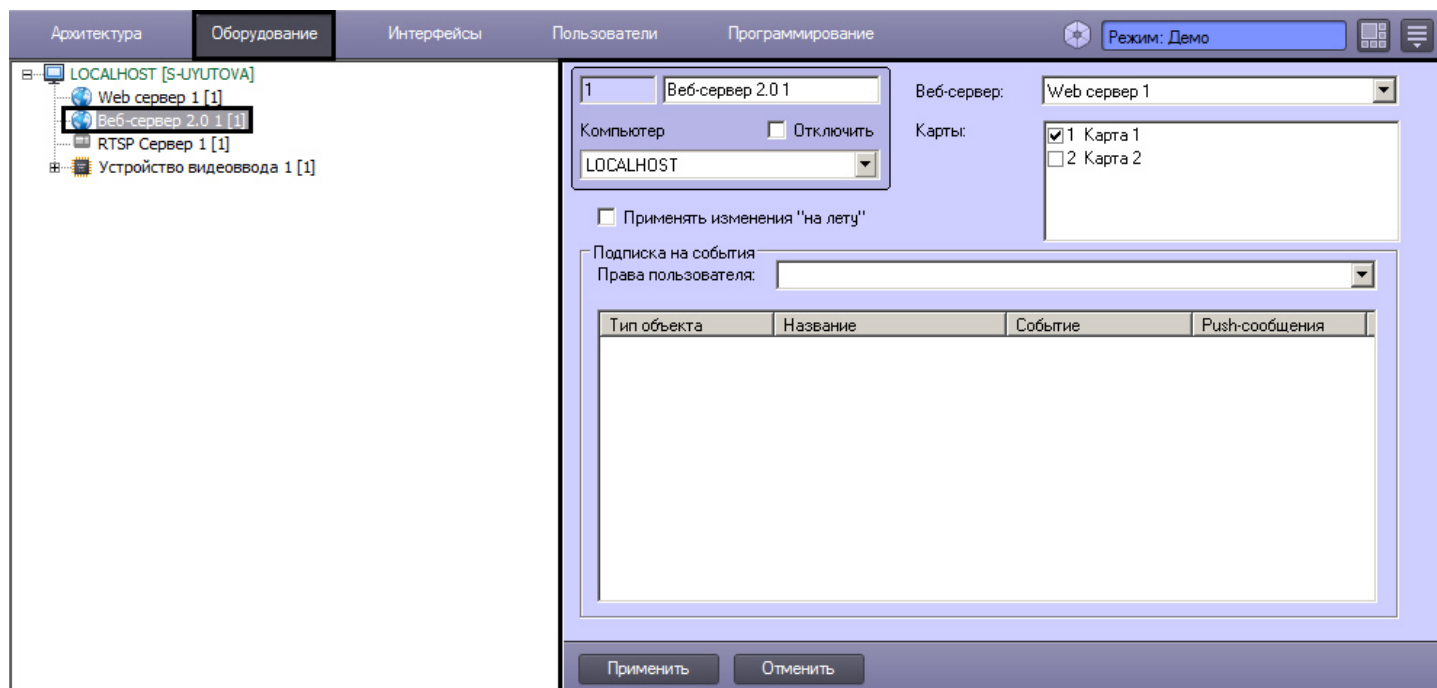 Архитектура Оборудование Интерфейсы Пользователи Программирование Режим: Демо
LOCALHOST [S-UYUTOVA]
Web сервер 1 [1]
Веб-сервер 2.0 1 [1]
RTSP Сервер 1 [1]
Устройство видеоввода 1 [1]
1 Веб-сервер 2.0 1 Веб-сервер: Web сервер 1
Компьютер Отключить Карты: 1 Карта 1
2 Карта 2
LOCALHOST
Применять изменения "на лету"
Подписка на события
Права пользователя:
Тип объекта Название Событие Push-сообщения
Применить Отменить